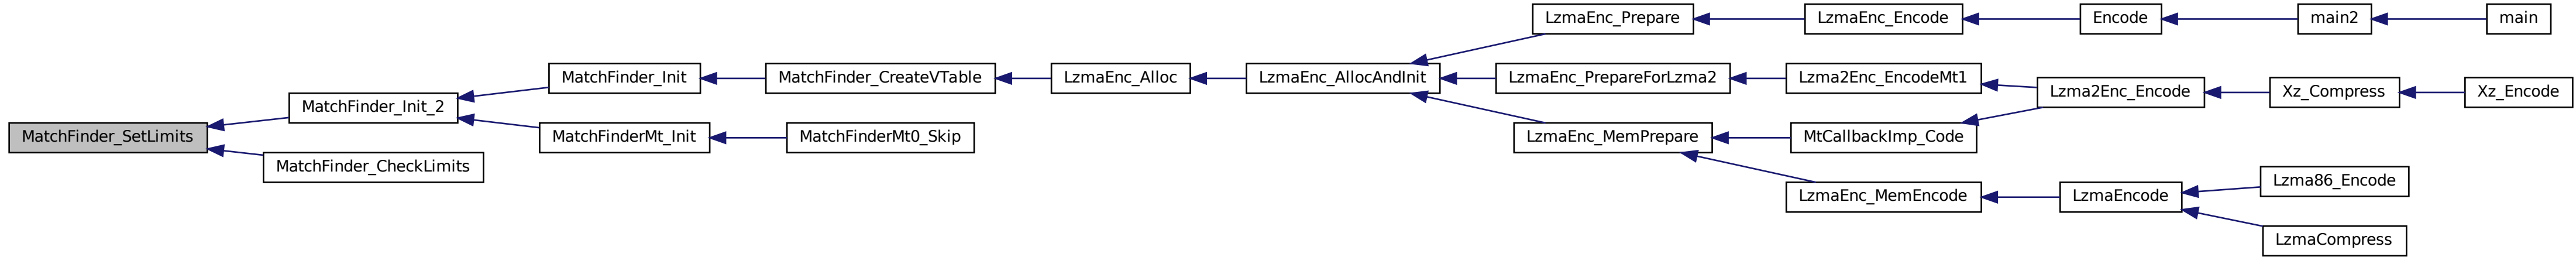 MatchFinder_SetLimits
MatchFinder_Init_2
MatchFinder_CheckLimits
MatchFinder_Init
MatchFinderMt_Init
MatchFinder_CreateVTable
MatchFinderMt0_Skip
LzmaEnc_Alloc
LzmaEnc_AllocAndInit
LzmaEnc_Prepare
LzmaEnc_PrepareForLzma2
LzmaEnc_MemPrepare
LzmaEnc_Encode
Lzma2Enc_EncodeMt1
MtCallbackImp_Code
LzmaEnc_MemEncode
Encode
Lzma2Enc_Encode
LzmaEncode
main2
Xz_Compress
Lzma86_Encode
LzmaCompress
main
Xz_Encode